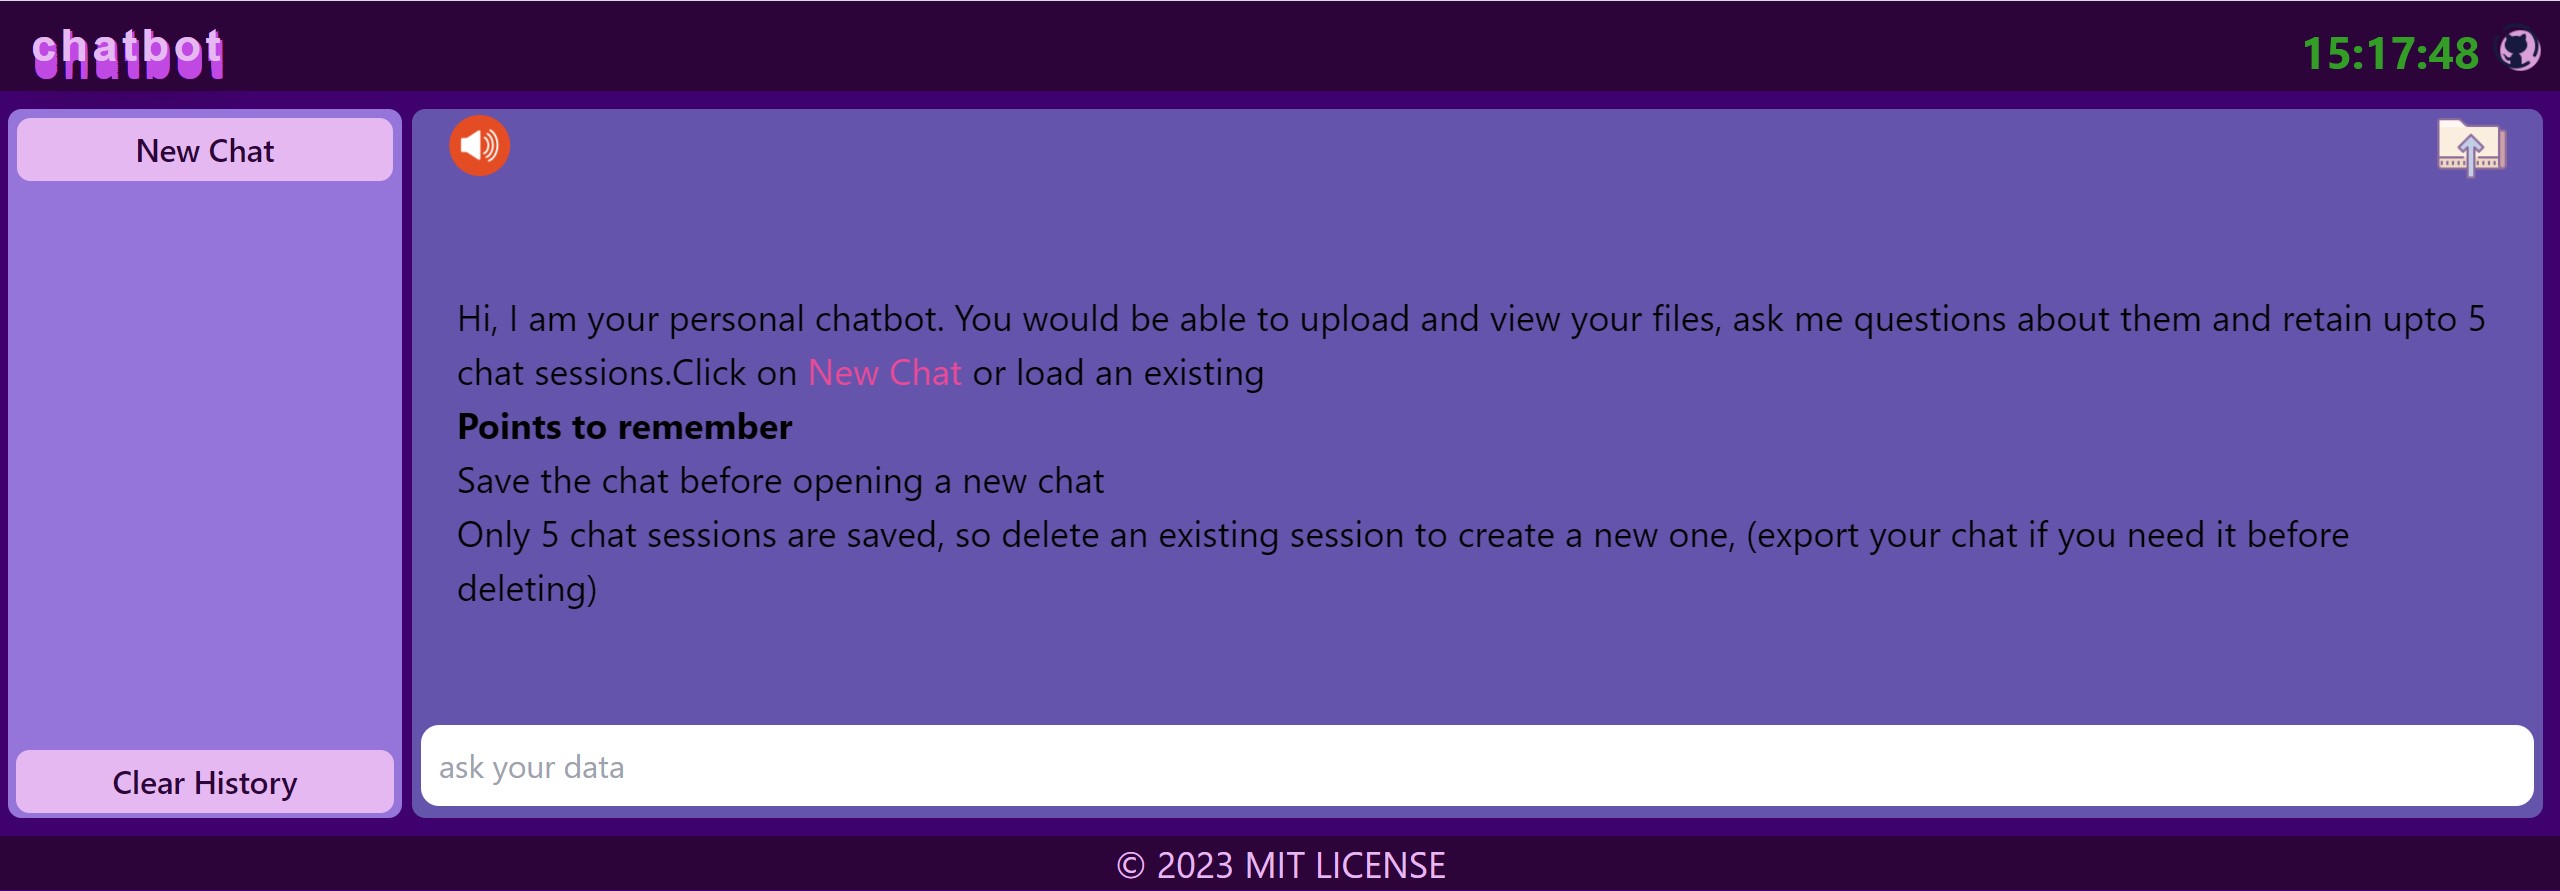 chatbot
15:17:48
New Chat
Hi, I am your personal chatbot. You would be able to upload and view your files, ask me questions about them and retain upto 5
chat sessions.Click on New Chat or load an existing
Points to remember
Save the chat before opening a new chat
Only 5 chat sessions are saved, so delete an existing session to create a new one, (export your chat if you need it before
deleting)
ask your data
Clear History
© 2023 MIT LICENSE